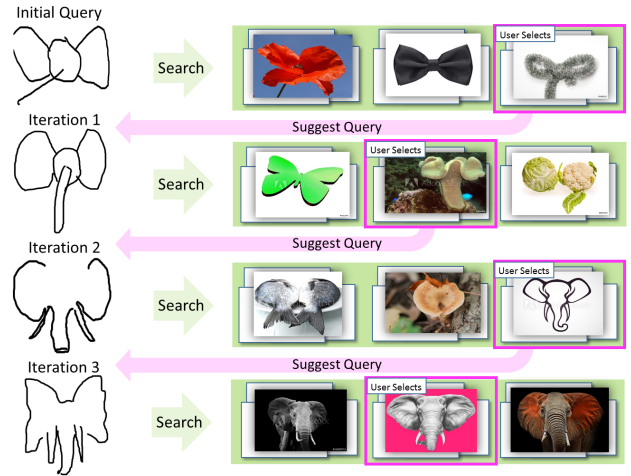 Initial Query
Search
User Selects
Iteration 1
Suggest Query
Search
User Selects
Iteration 2
Suggest Query
Search
User Selects
Iteration 3
Suggest Query
Search
User Selects